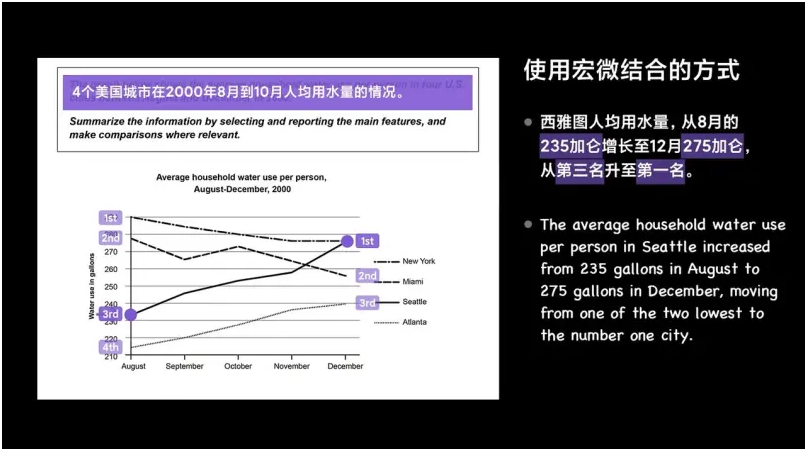 使用宏微结合的方式
4个美国城市在2000年8月到10月人均用水量的情况。
Summarize the information by selecting and reporting the main features, and
make comparisons where relevant.
Average household water use per person,
August-December, 2000
Water use in gallons
1st
2nd
280
270
260
250
240
3rd
230
220
4th
210
August
September
October
November
December
1st
2nd
3rd
New York
Miami
Seattle
Atlanta
西雅图人均用水量，从8月的
235加仑增长至12月275加仑，
从第三名升至第一名。
The average household water use
per person in Seattle increased
from 235 gallons in August to
275 gallons in December, moving
from one of the two lowest to
the number one city.